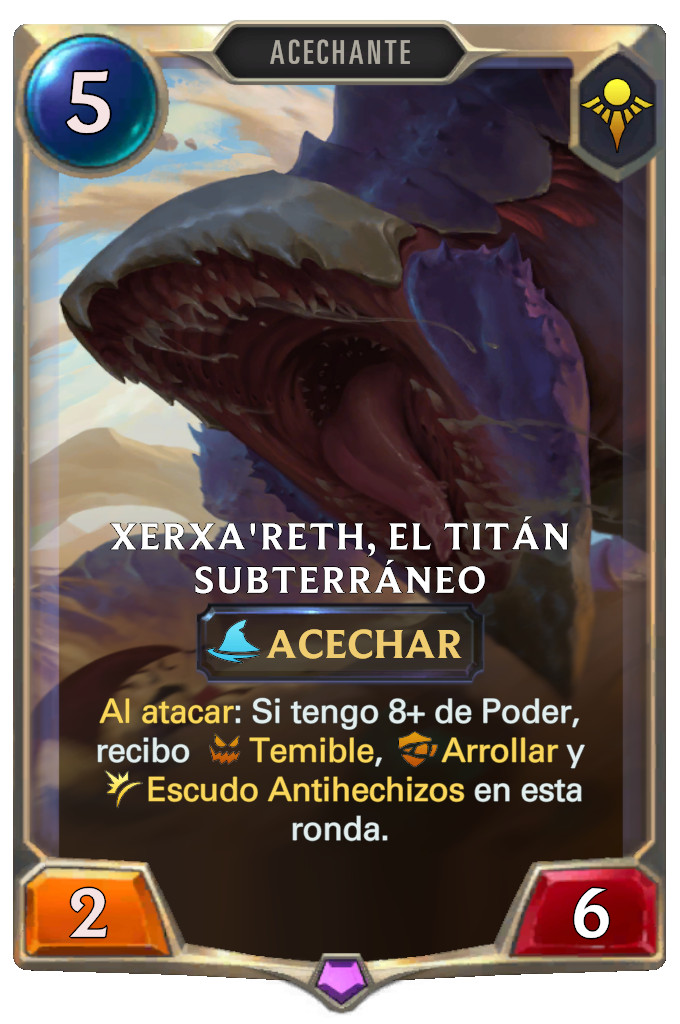 5
ACECHANTE
XERXA'RETH, EL TITÁN
SUBTERRÁNEO
ACECHAR
Al atacar: Si tengo 8+ de Poder,
recibo Temible, Arrollar y
Escudo Antihechizos en esta
ronda.
2
6